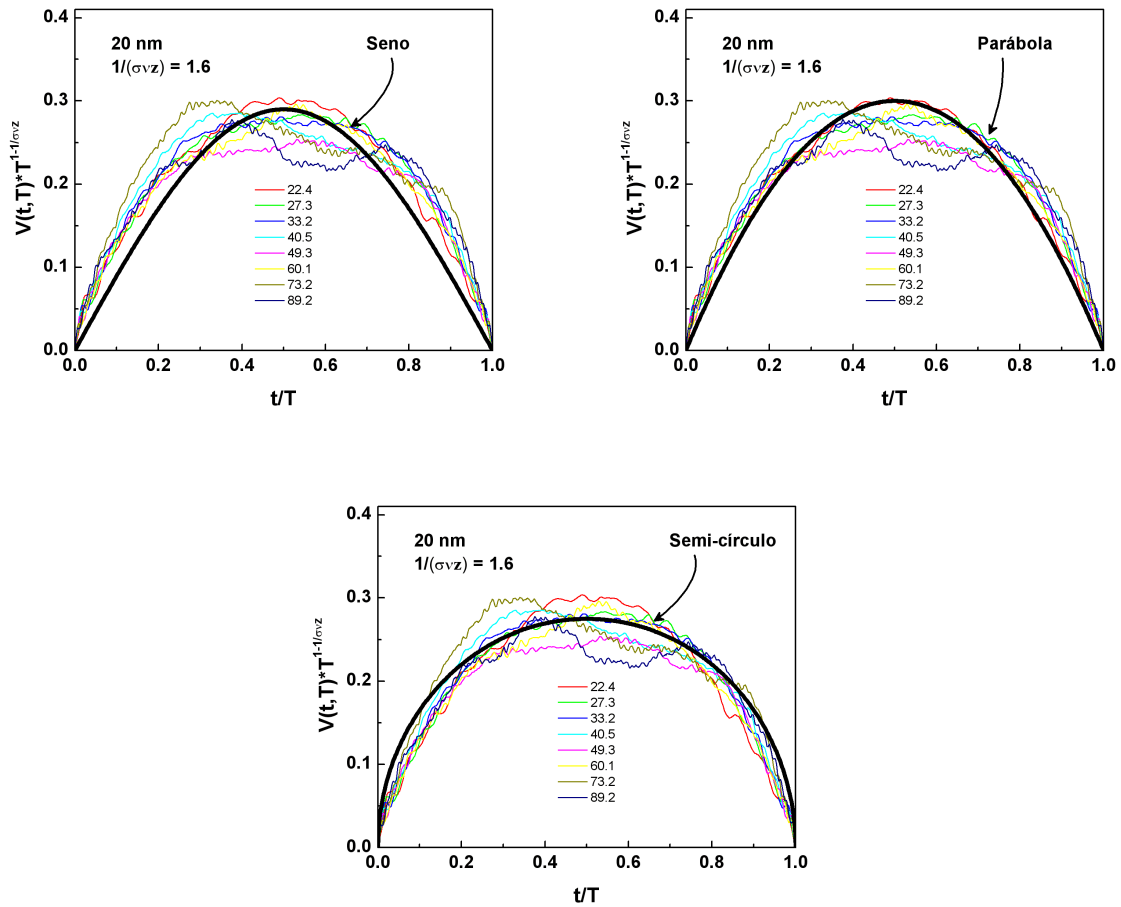 20 nm
1/(σνz) = 1.6
Seno
V(t,T)*T^1-1/σνz
0.4
0.3
0.2
0.1
0.0
22.4
27.3
33.2
40.5
49.3
60.1
73.2
89.2
0.0 0.2 0.4 0.6 0.8 1.0
t/T
20 nm
1/(σνz) = 1.6
Parábola
V(t,T)*T^1-1/σνz
0.4
0.3
0.2
0.1
0.0
22.4
27.3
33.2
40.5
49.3
60.1
73.2
89.2
0.0 0.2 0.4 0.6 0.8 1.0
t/T
20 nm
1/(σνz) = 1.6
Semi-círculo
V(t,T)*T^1-1/σνz
0.4
0.3
0.2
0.1
0.0
22.4
27.3
33.2
40.5
49.3
60.1
73.2
89.2
0.0 0.2 0.4 0.6 0.8 1.0
t/T